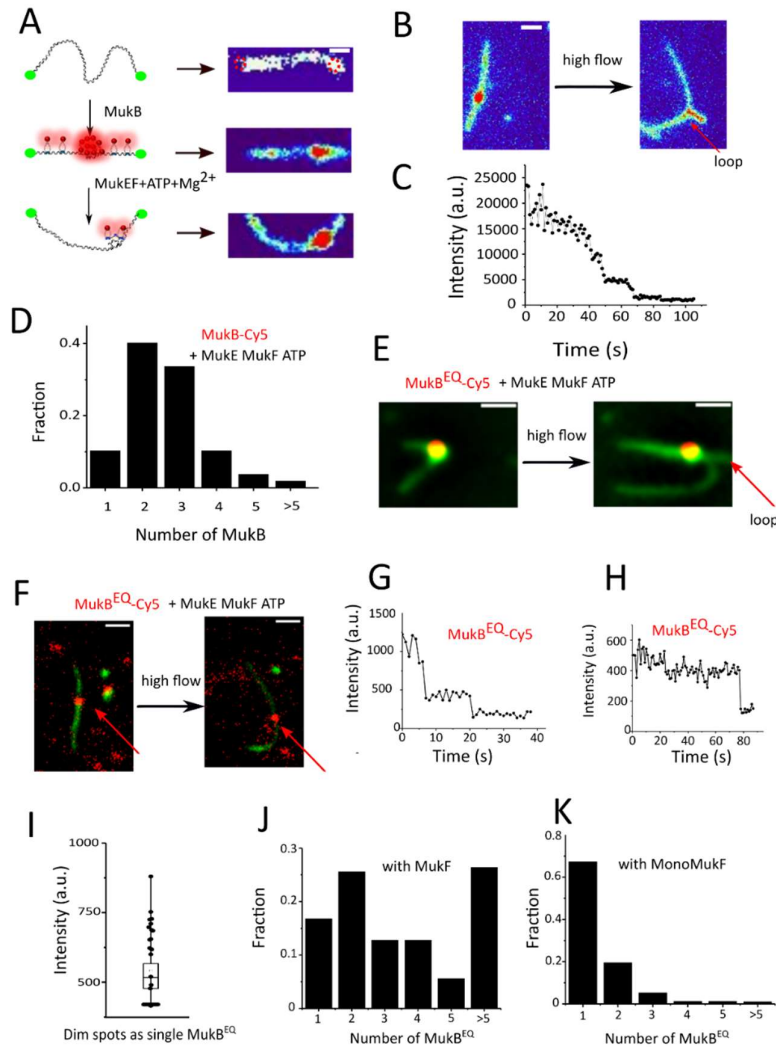 A
MukB
MukEF+ATP+Mg2+
B
high flow
loop
C
25000
20000
15000
10000
5000
0
Intensity (a.u.)
0 20 40 60 80 100
Time (s)
D
MukB-Cy5
+ MukE MukF ATP
0.4
0.2
0.0
Fraction
1 2 3 4 5 >5
Number of MukB
E
MukBEQ-Cy5 + MukE MukF ATP
high flow
loop
F
MukBEQ-Cy5 + MukE MukF ATP
high flow
G
MukBEQ-Cy5
1500
1000
500
0
Intensity (a.u.)
0 10 20 30 40
Time (s)
H
MukBEQ-Cy5
600
400
200
0
Intensity (a.u.)
0 20 40 60 80
Time (s)
I
1000
750
500
Intensity (a.u.)
Dim spots as single MukBEQ
J
with MukF
0.3
0.2
0.1
0
Fraction
1 2 3 4 5 >5
Number of MukBEQ
K
with MonoMukF
0.8
0.6
0.4
0.2
0
Fraction
1 2 3 4 5 >5
Number of MukBEQ